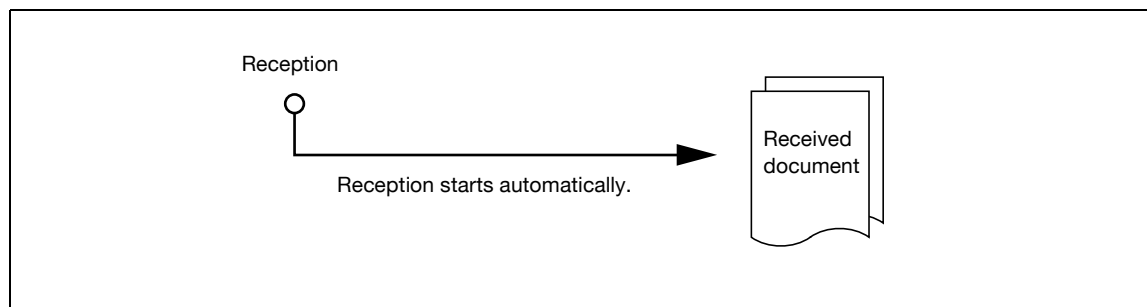 Reception
Received
document
Reception starts automatically.